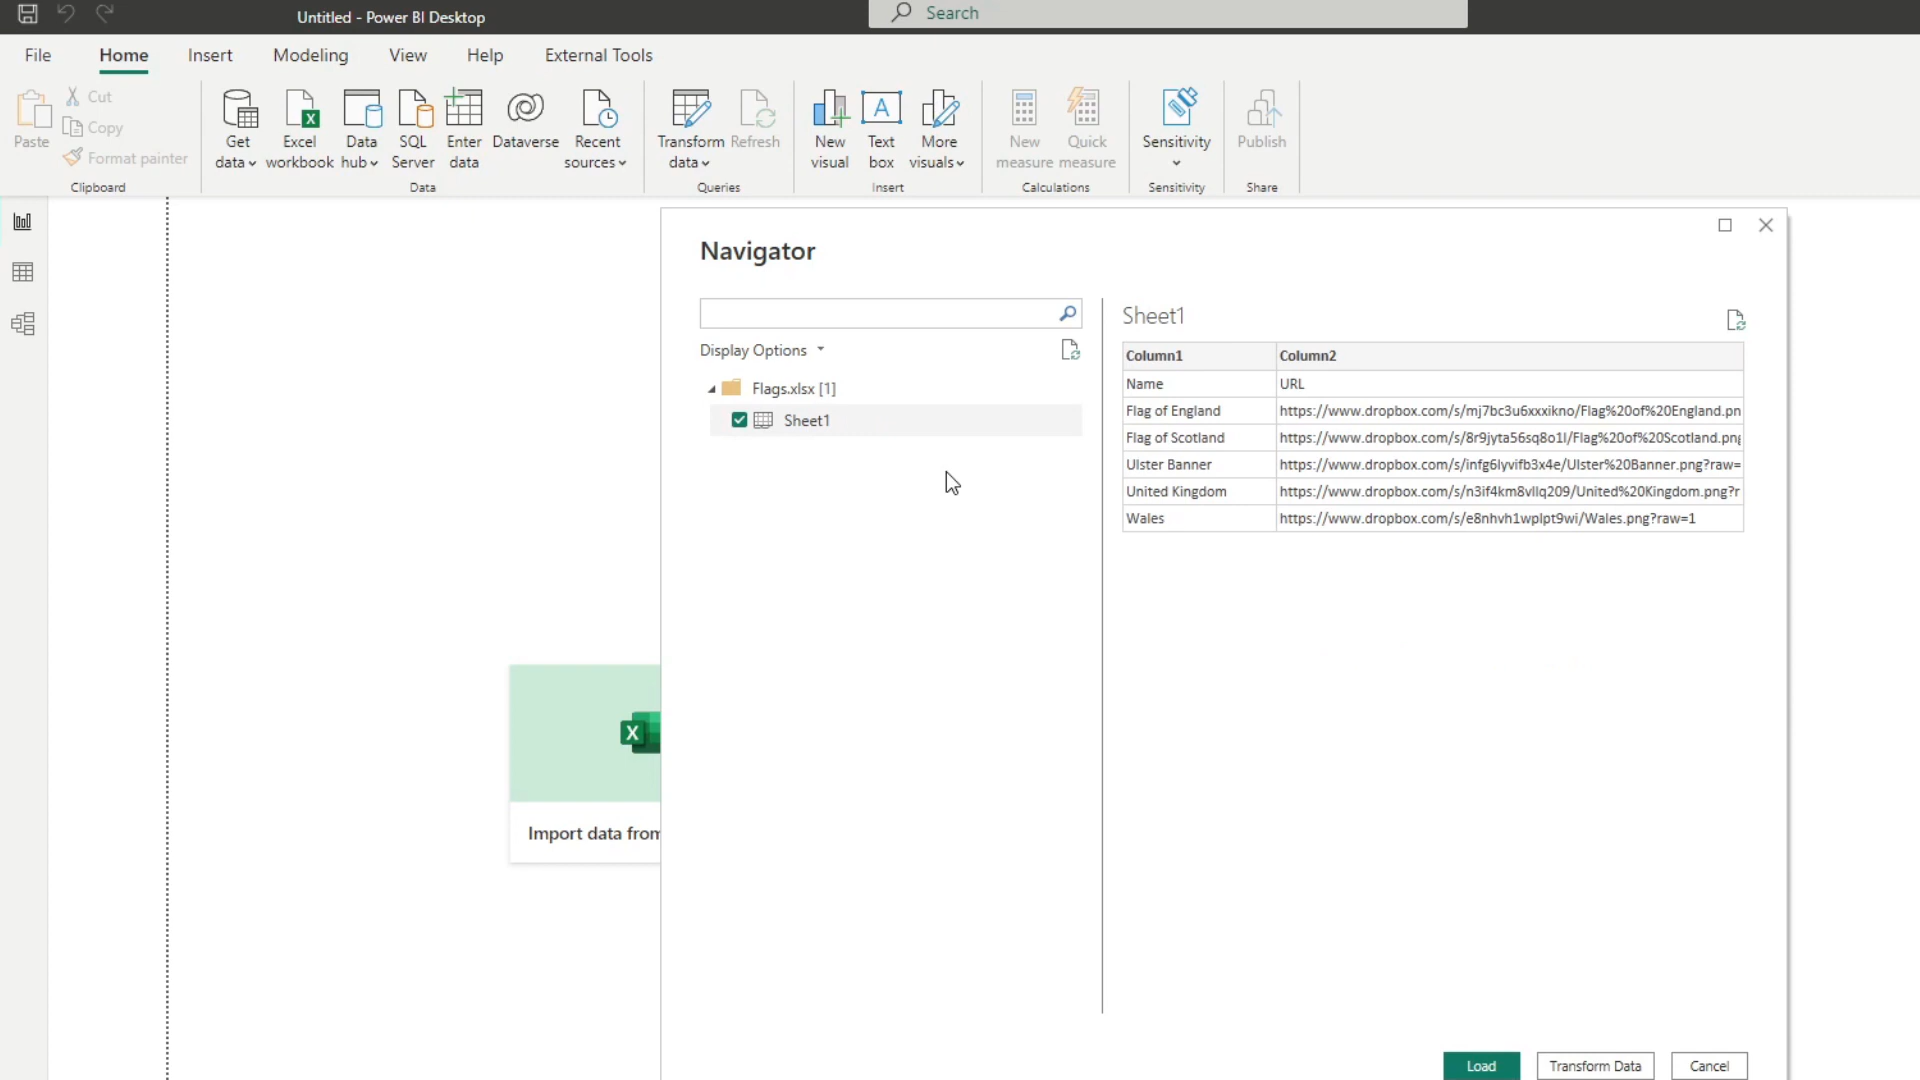 Untitled - Power BI Desktop
Search
File
Home
Insert
Modeling
View
Help
External Tools
Paste
Cut
Copy
Format painter
Clipboard
Get data
Excel workbook
Data hub
SQL Server
Enter data
Dataverse
Recent sources
Data
Transform data
Refresh
Queries
New visual
Text box
More visuals
Insert
New measure
Quick measure
Calculations
Sensitivity
Sensitivity
Publish
Share
Navigator
Display Options
Flags.xlsx [1]
Sheet1
Sheet1
Column1 Column2
Name URL
Flag of England https://www.dropbox.com/s/mj7bc3u6xxxikno/Flag%20of%20England.pn
Flag of Scotland https://www.dropbox.com/s/8r9jyta56sq8o1l/Flag%20of%20Scotland.png
Ulster Banner https://www.dropbox.com/s/infg6lyvifb3x4e/Ulster%20Banner.png?raw=
United Kingdom https://www.dropbox.com/s/n3if4km8vllq209/United%20Kingdom.png?r
Wales https://www.dropbox.com/s/e8nhvh1wplpt9wi/Wales.png?raw=1
X
Import data from
Load
Transform Data
Cancel